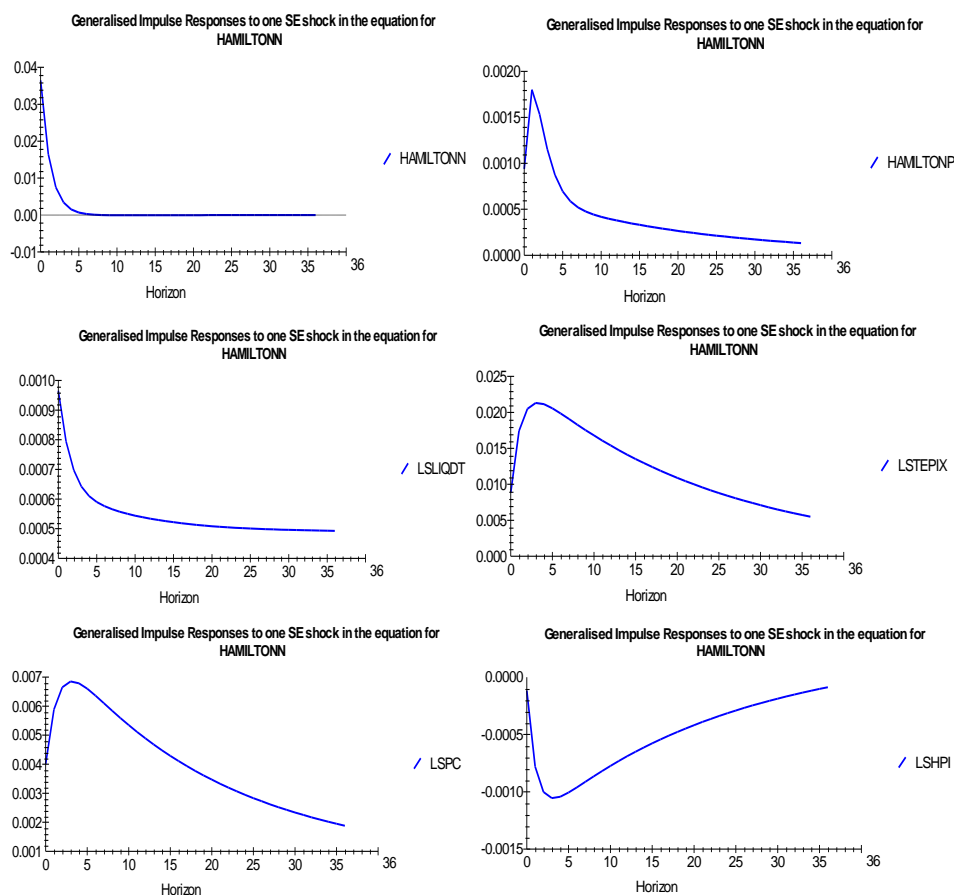 Generalised Impulse Responses to one SE shock in the equation for
HAMILTONN
0.04
0.03
0.02
0.01
0.00
-0.01
0 5 10 15 20 25 30 35 36
Horizon
HAMILTONN
Generalised Impulse Responses to one SE shock in the equation for
HAMILTONN
0.0020
0.0015
0.0010
0.0005
0.0000
0 5 10 15 20 25 30 35 36
Horizon
HAMILTONP
Generalised Impulse Responses to one SE shock in the equation for
HAMILTONN
0.0010
0.0009
0.0008
0.0007
0.0006
0.0005
0.0004
0 5 10 15 20 25 30 35 36
Horizon
LSLIQDT
Generalised Impulse Responses to one SE shock in the equation for
HAMILTONN
0.025
0.020
0.015
0.010
0.005
0.000
0 5 10 15 20 25 30 35 36
Horizon
LSTEPIX
Generalised Impulse Responses to one SE shock in the equation for
HAMILTONN
0.007
0.006
0.005
0.004
0.003
0.002
0.001
0 5 10 15 20 25 30 35 36
Horizon
LSPC
Generalised Impulse Responses to one SE shock in the equation for
HAMILTONN
0.0000
-0.0005
-0.0010
-0.0015
0 5 10 15 20 25 30 35 36
Horizon
LSHPI